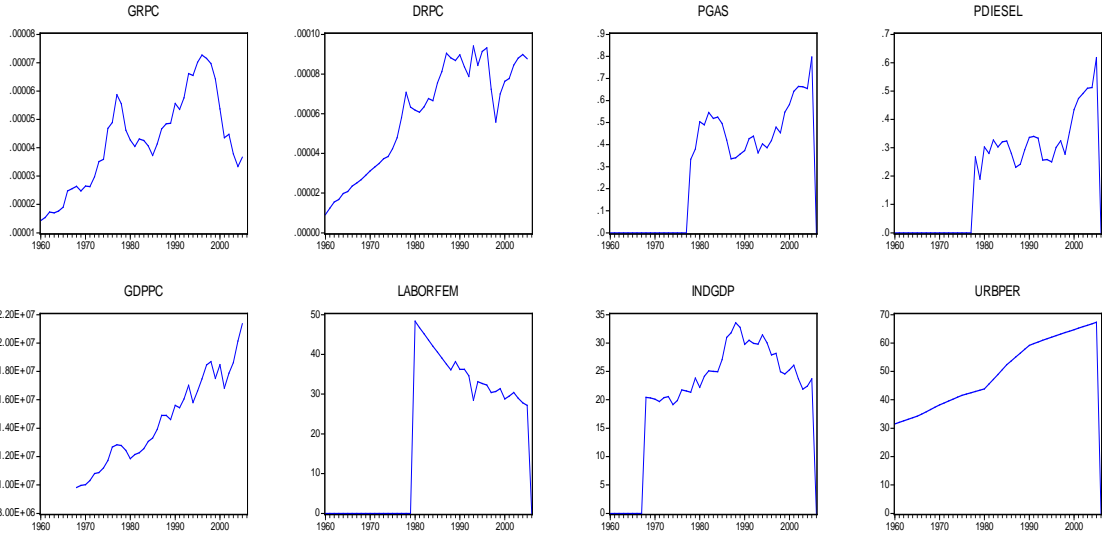 GRPC
.00008
.00007
.00006
.00005
.00004
.00003
.00002
.00001
1960 1970 1980 1990 2000
DRPC
.00010
.00008
.00006
.00004
.00002
.00000
1960 1970 1980 1990 2000
PGAS
.9
.8
.7
.6
.5
.4
.3
.2
.1
.0
1960 1970 1980 1990 2000
PDIESEL
.7
.6
.5
.4
.3
.2
.1
.0
1960 1970 1980 1990 2000
GDPPC
2.20E+07
2.00E+07
1.80E+07
1.60E+07
1.40E+07
1.20E+07
1.00E+07
8.00E+06
1960 1970 1980 1990 2000
LABORFEM
50
40
30
20
10
0
1960 1970 1980 1990 2000
INDGDP
35
30
25
20
15
10
5
0
1960 1970 1980 1990 2000
URBPER
70
60
50
40
30
20
10
0
1960 1970 1980 1990 2000